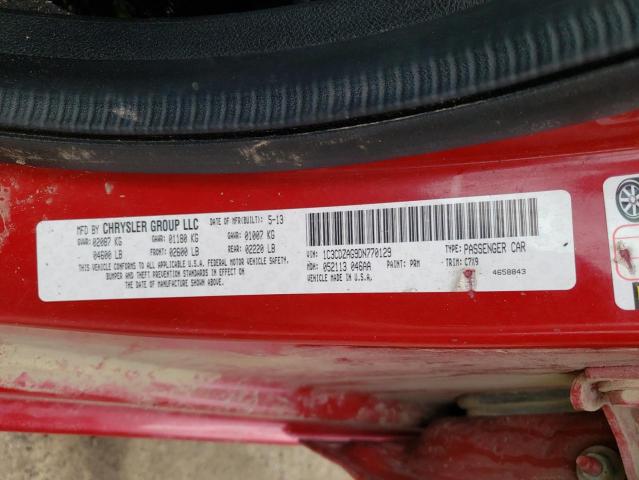 MFD BY CHRYSLER GROUP LLC
DATE OF MFR(BUILT): 5-13
GVWR: 02087 KG GAWR: 01180 KG GAWR: 01007 KG
04600 LB FRONT: 02600 LB REAR: 02220 LB
THIS VEHICLE CONFORMS TO ALL APPLICABLE U.S.A. FEDERAL MOTOR VEHICLE SAFETY,
BUMPER AND THEFT PREVENTION STANDARDS IN EFFECT ON
THE DATE OF MANUFACTURE SHOWN ABOVE.
VIN: 1C3CDZAG9DN770129 TYPE: PASSENGER CAR
MDH: 052113 046AA PAINT: PRM TRIM: C7X9
VEHICLE MADE IN U.S.A. 4658843